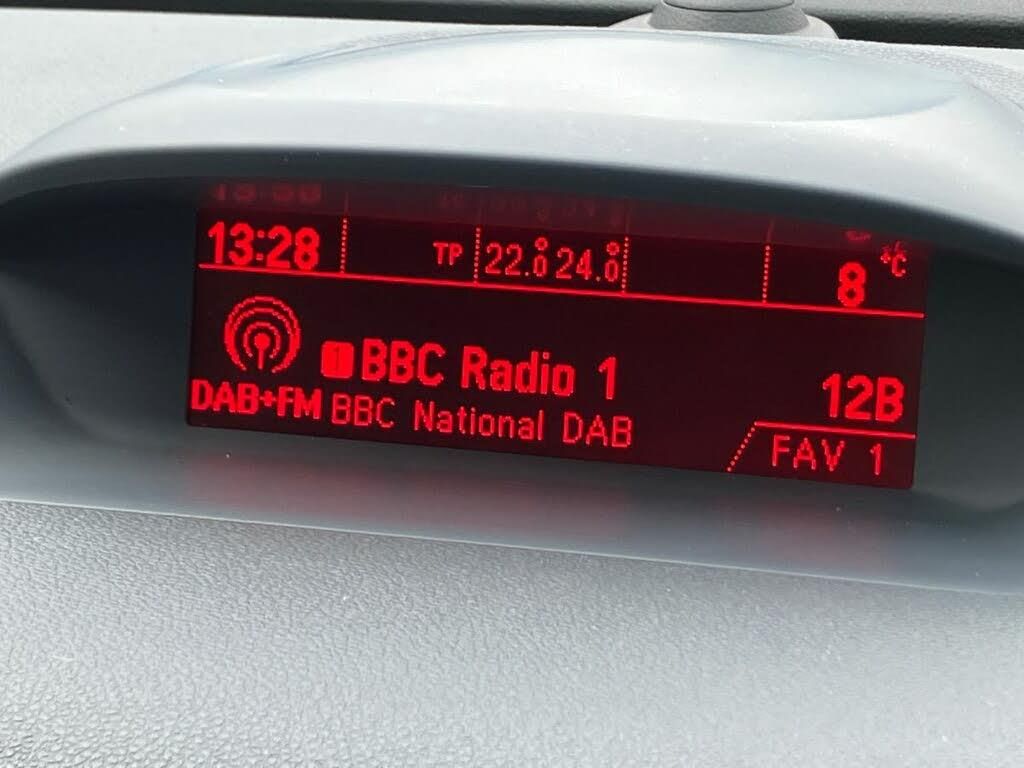 13:28 TP 22.0° 24.0° 8 °C
1 BBC Radio 1 12B
DAB+FM BBC National DAB
FAV 1